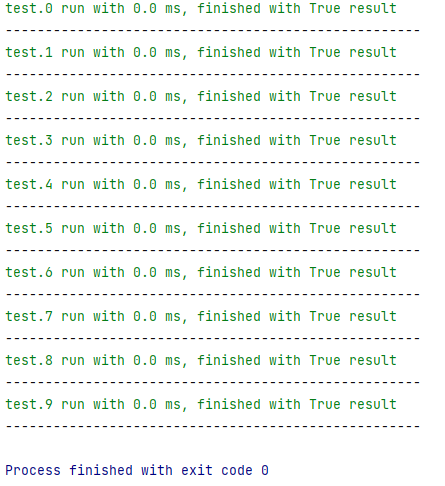 test.0 run with 0.0 ms, finished with True result
----------------------------------------------------
test.1 run with 0.0 ms, finished with True result
----------------------------------------------------
test.2 run with 0.0 ms, finished with True result
----------------------------------------------------
test.3 run with 0.0 ms, finished with True result
----------------------------------------------------
test.4 run with 0.0 ms, finished with True result
----------------------------------------------------
test.5 run with 0.0 ms, finished with True result
----------------------------------------------------
test.6 run with 0.0 ms, finished with True result
----------------------------------------------------
test.7 run with 0.0 ms, finished with True result
----------------------------------------------------
test.8 run with 0.0 ms, finished with True result
----------------------------------------------------
test.9 run with 0.0 ms, finished with True result
----------------------------------------------------
Process finished with exit code 0